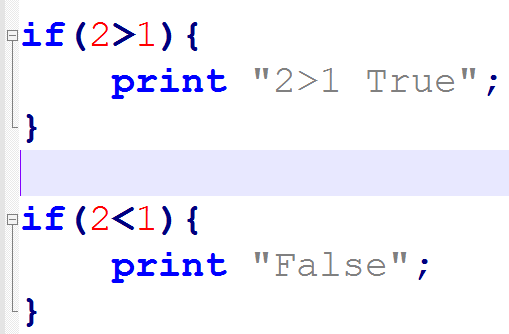 if(2>1){
print "2>1 True";
}
if(2<1){
print "False";
}